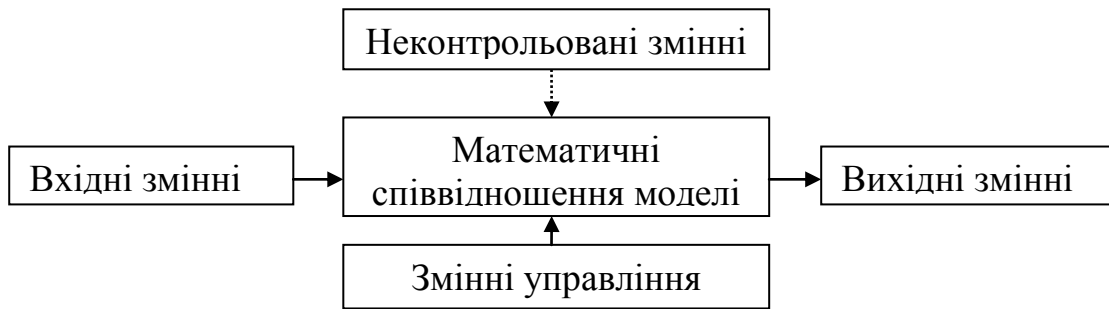 Неконтрольовані змінні
Вхідні змінні
Математичні
співвідношення моделі
Вихідні змінні
Змінні управління